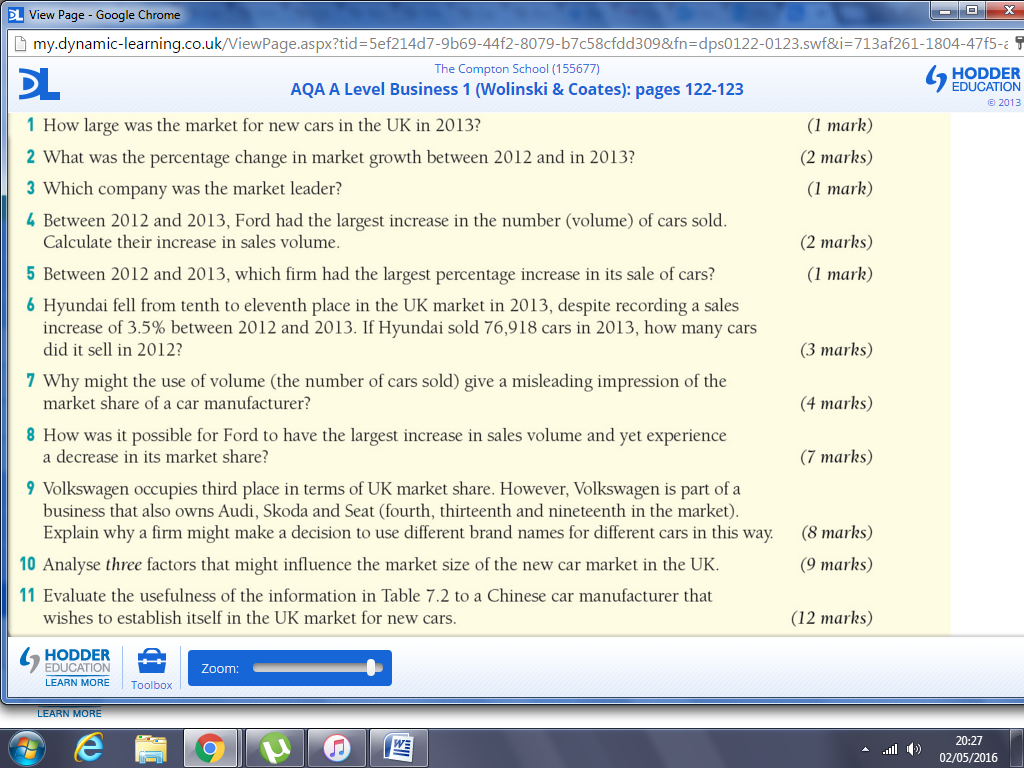 View Page - Google Chrome
my.dynamic-learning.co.uk/ViewPage.aspx?tid=5ef214d7-9b69-44f2-8079-b7c58cfdd309&fn=dps0122-0123.swf&i=713af261-1804-47f5-a
DL
The Compton School (155677)
AQA A Level Business 1 (Wolinski & Coates): pages 122-123
HODDER
EDUCATION
© 2013
1 How large was the market for new cars in the UK in 2013? (1 mark)
2 What was the percentage change in market growth between 2012 and in 2013? (2 marks)
3 Which company was the market leader? (1 mark)
4 Between 2012 and 2013, Ford had the largest increase in the number (volume) of cars sold.
Calculate their increase in sales volume. (2 marks)
5 Between 2012 and 2013, which firm had the largest percentage increase in its sale of cars? (1 mark)
6 Hyundai fell from tenth to eleventh place in the UK market in 2013, despite recording a sales
increase of 3.5% between 2012 and 2013. If Hyundai sold 76,918 cars in 2013, how many cars
did it sell in 2012? (3 marks)
7 Why might the use of volume (the number of cars sold) give a misleading impression of the
market share of a car manufacturer? (4 marks)
8 How was it possible for Ford to have the largest increase in sales volume and yet experience
a decrease in its market share? (7 marks)
9 Volkswagen occupies third place in terms of UK market share. However, Volkswagen is part of a
business that also owns Audi, Skoda and Seat (fourth, thirteenth and nineteenth in the market).
Explain why a firm might make a decision to use different brand names for different cars in this way. (8 marks)
10 Analyse three factors that might influence the market size of the new car market in the UK. (9 marks)
11 Evaluate the usefulness of the information in Table 7.2 to a Chinese car manufacturer that
wishes to establish itself in the UK market for new cars. (12 marks)
HODDER
EDUCATION
LEARN MORE
Toolbox
Zoom:
LEARN MORE
20:27
02/05/2016